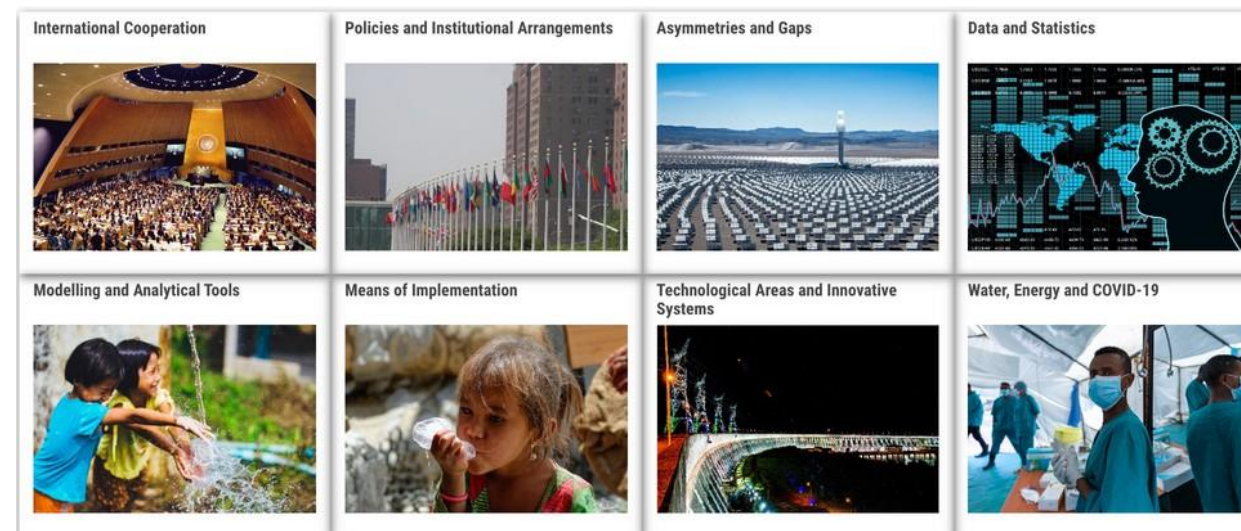 International Cooperation
Policies and Institutional Arrangements
Asymmetries and Gaps
Data and Statistics
Modelling and Analytical Tools
Means of Implementation
Technological Areas and Innovative
Systems
Water, Energy and COVID-19